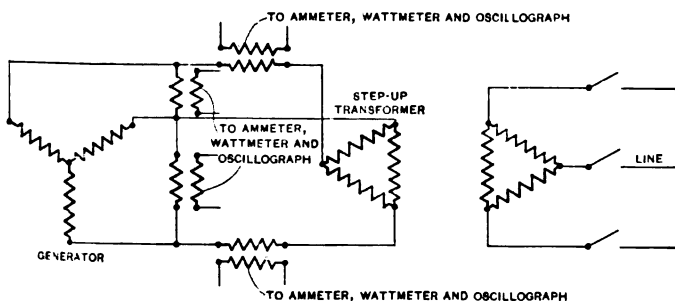 TO AMMETER, WATTMETER AND OSCILLOGRAPH
STEP-UP
TRANSFORMER
TO AMMETER,
WATTMETER AND
OSCILLOGRAPH
LINE
GENERATOR
TO AMMETER, WATTMETER AND OSCILLOGRAPH